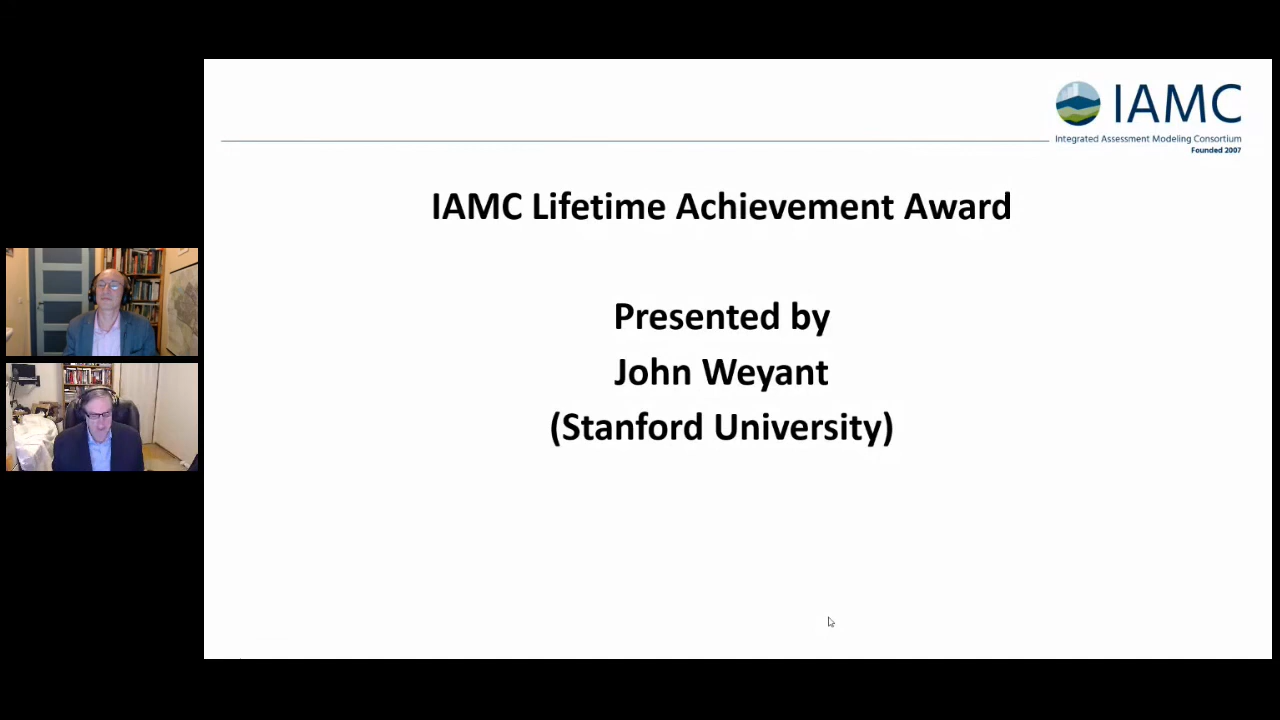 IAMC
Integrated Assessment Modeling Consortium
Founded 2007
IAMC Lifetime Achievement Award
Presented by
John Weyant
(Stanford University)